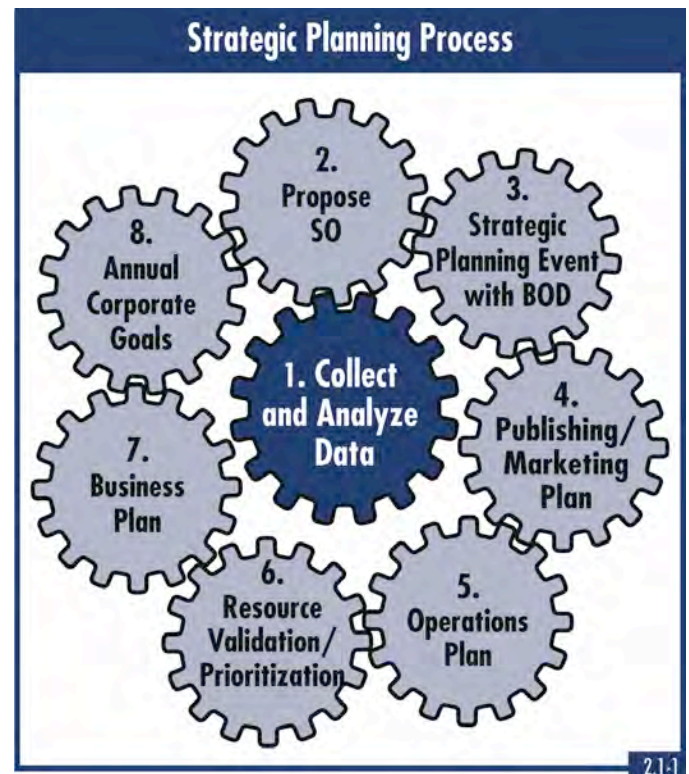 Strategic Planning Process
1. Collect
and Analyze
Data
2.
Propose
SO
3.
Strategic
Planning Event
with BOD
4.
Publishing/
Marketing
Plan
5.
Operations
Plan
6.
Resource
Validation/
Prioritization
7.
Business
Plan
8.
Annual
Corporate
Goals
2.1-1